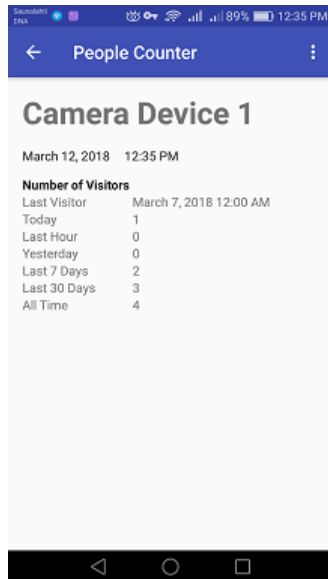 Saunalahti
DNA
89% 12:35 PM
People Counter
Camera Device 1
March 12, 2018 12:35 PM
Number of Visitors
Last Visitor March 7, 2018 12:00 AM
Today 1
Last Hour 0
Yesterday 0
Last 7 Days 2
Last 30 Days 3
All Time 4